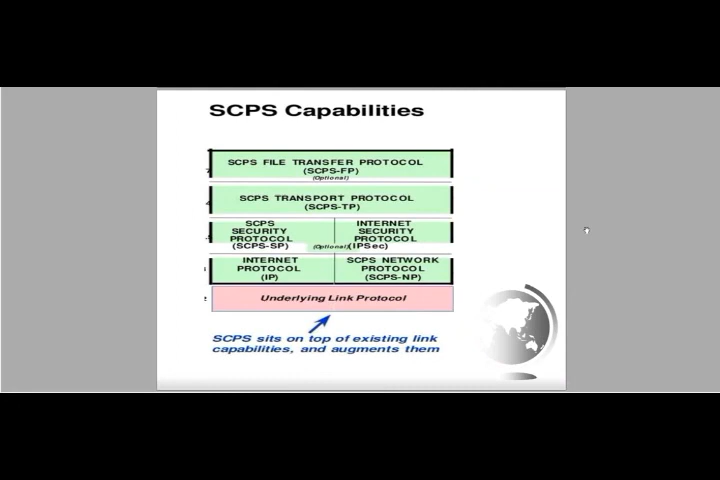 SCPS Capabilities
SCPS FILE TRANSFER PROTOCOL
(SCPS-FP)
(Optional)
SCPS TRANSPORT PROTOCOL
(SCPS-TP)
SCPS
SECURITY
PROTOCOL
(SCPS-SP)
(Optional)
INTERNET
SECURITY
PROTOCOL
(IPSec)
INTERNET
PROTOCOL
(IP)
SCPS NETWORK
PROTOCOL
(SCPS-NP)
Underlying Link Protocol
SCPS sits on top of existing link
capabilities, and augments them